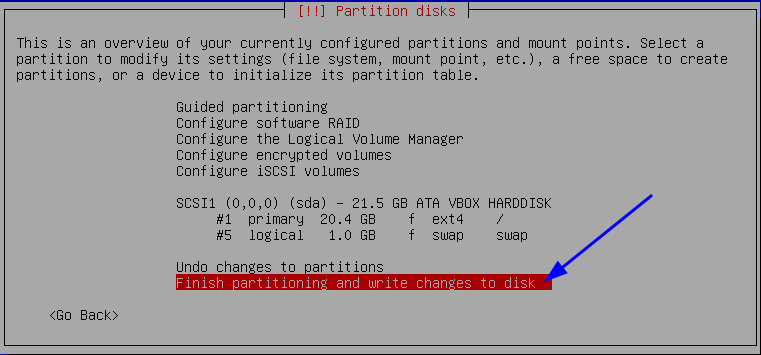 [!!] Partition disks
This is an overview of your currently configured partitions and mount points. Select a
partition to modify its settings (file system, mount point, etc.), a free space to create
partitions, or a device to initialize its partition table.
Guided partitioning
Configure software RAID
Configure the Logical Volume Manager
Configure encrypted volumes
Configure iSCSI volumes
SCSI1 (0,0,0) (sda) - 21.5 GB ATA VBOX HARDDISK
#1 primary 20.4 GB f ext4 /
#5 logical 1.0 GB f swap swap
Undo changes to partitions
Finish partitioning and write changes to disk
<Go Back>